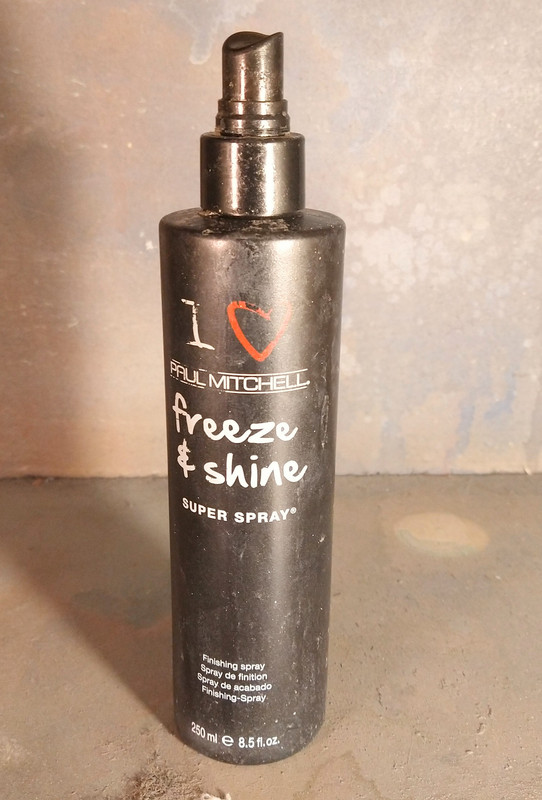 I
PAUL MITCHELL®
freeze
& shine
SUPER SPRAY®
Finishing spray
Spray de finition
Spray de acabado
Finishing-Spray
250 ml ℮ 8.5 fl.oz.